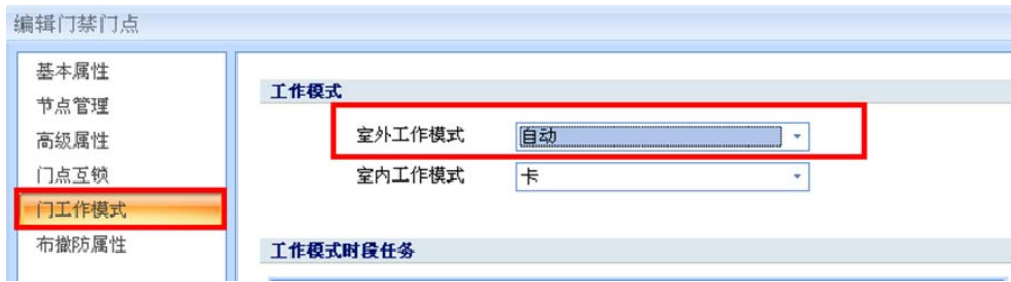 编辑门禁门点
基本属性
节点管理
高级属性
门点互锁
门工作模式
布撤防属性
工作模式
室外工作模式 自动
室内工作模式 卡
工作模式时段任务